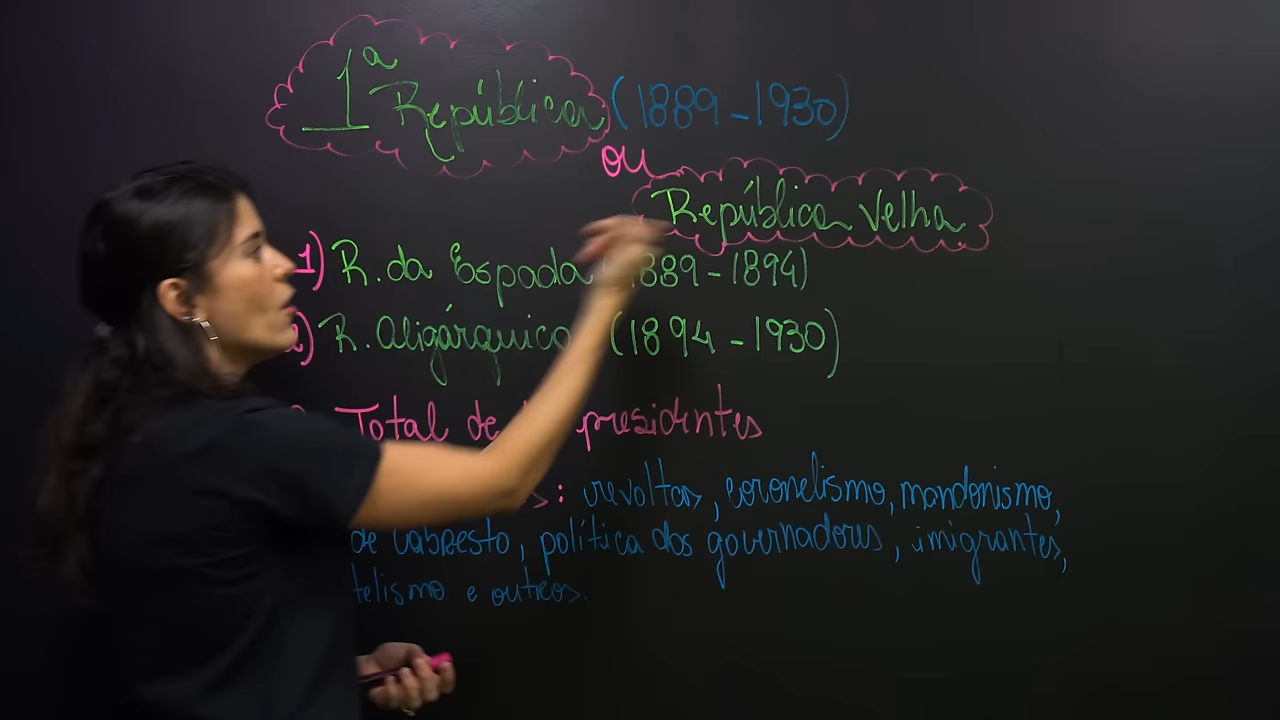 1ª República (1889-1930)
ou
República Velha
1) R. da Espada 1889-1894)
R. Oligárquica (1894-1930)
Total de presidentes
: revoltas, coronelismo, mandonismo,
de cabresto, política dos governadores, imigrantes,
telismo e outros.